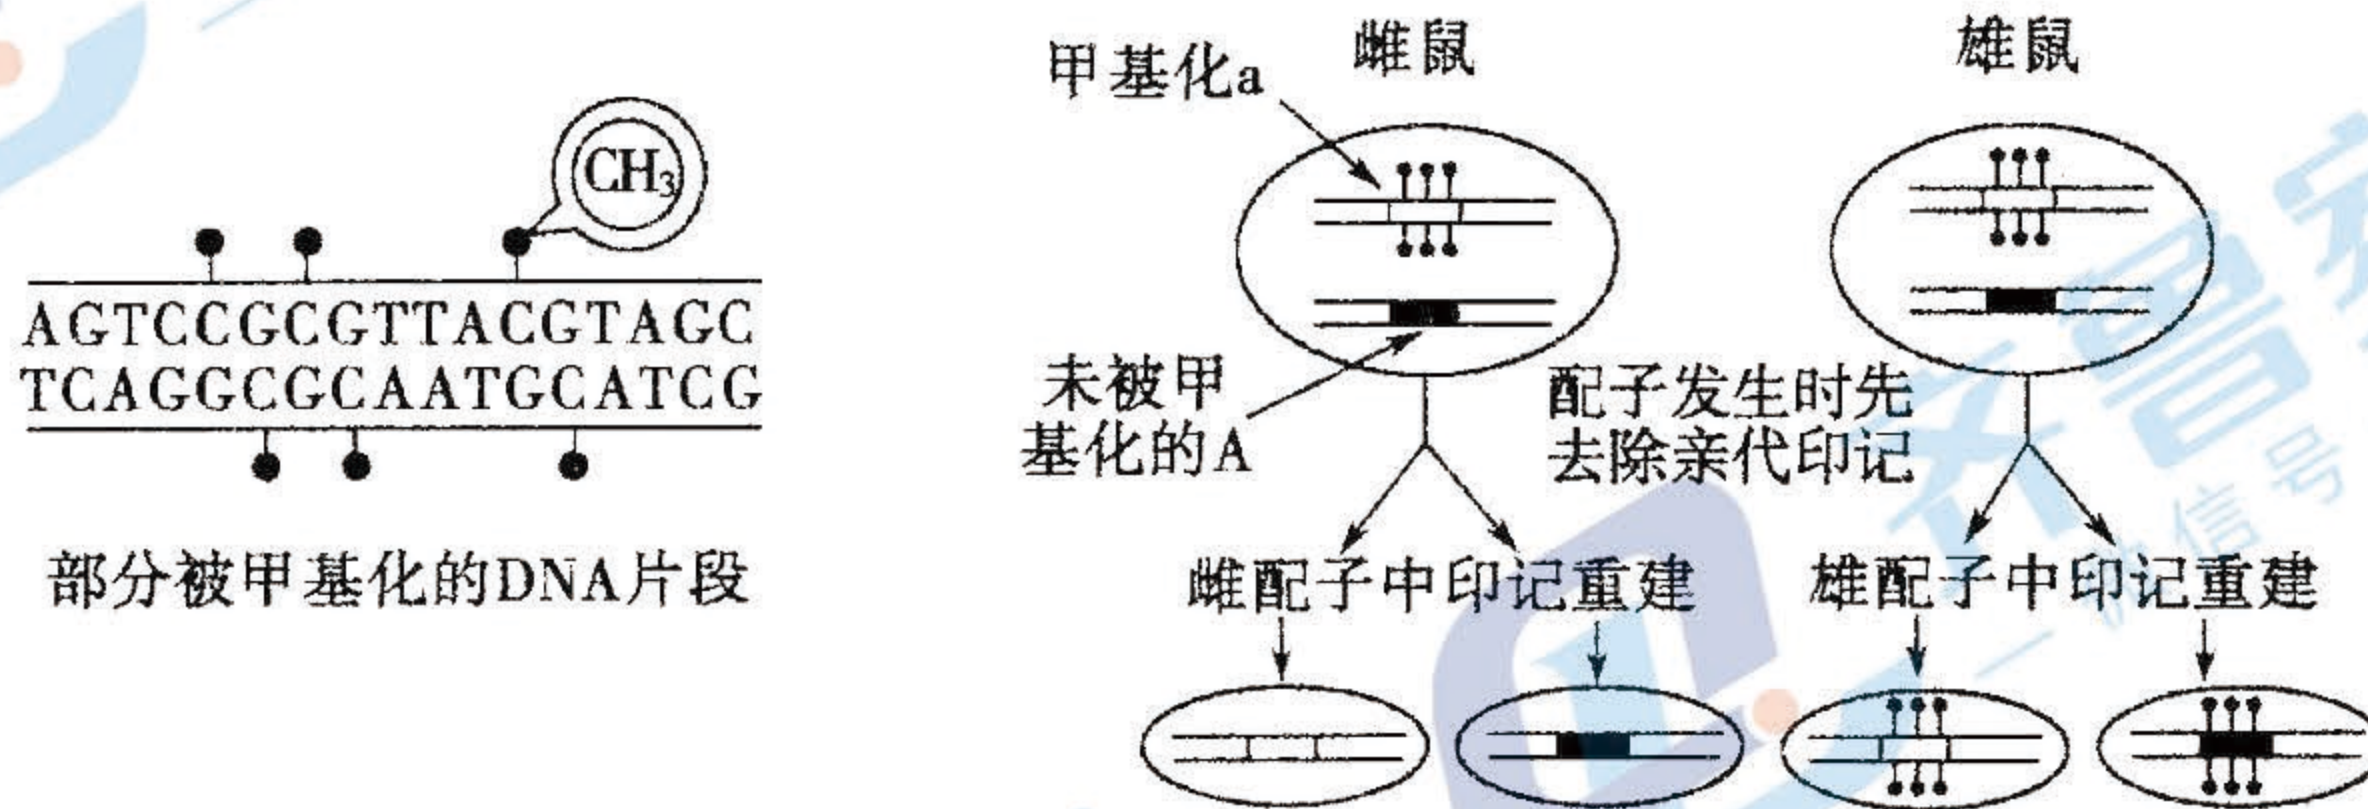 CH₃
AGTCCGCGTTACGTAGC
TCAGGCGCAATGCATCG
部分被甲基化的DNA片段
甲基化a
雌鼠
雄鼠
未被甲
基化的A
配子发生时先
去除亲代印记
雌配子中印记重建
雄配子中印记重建
信号